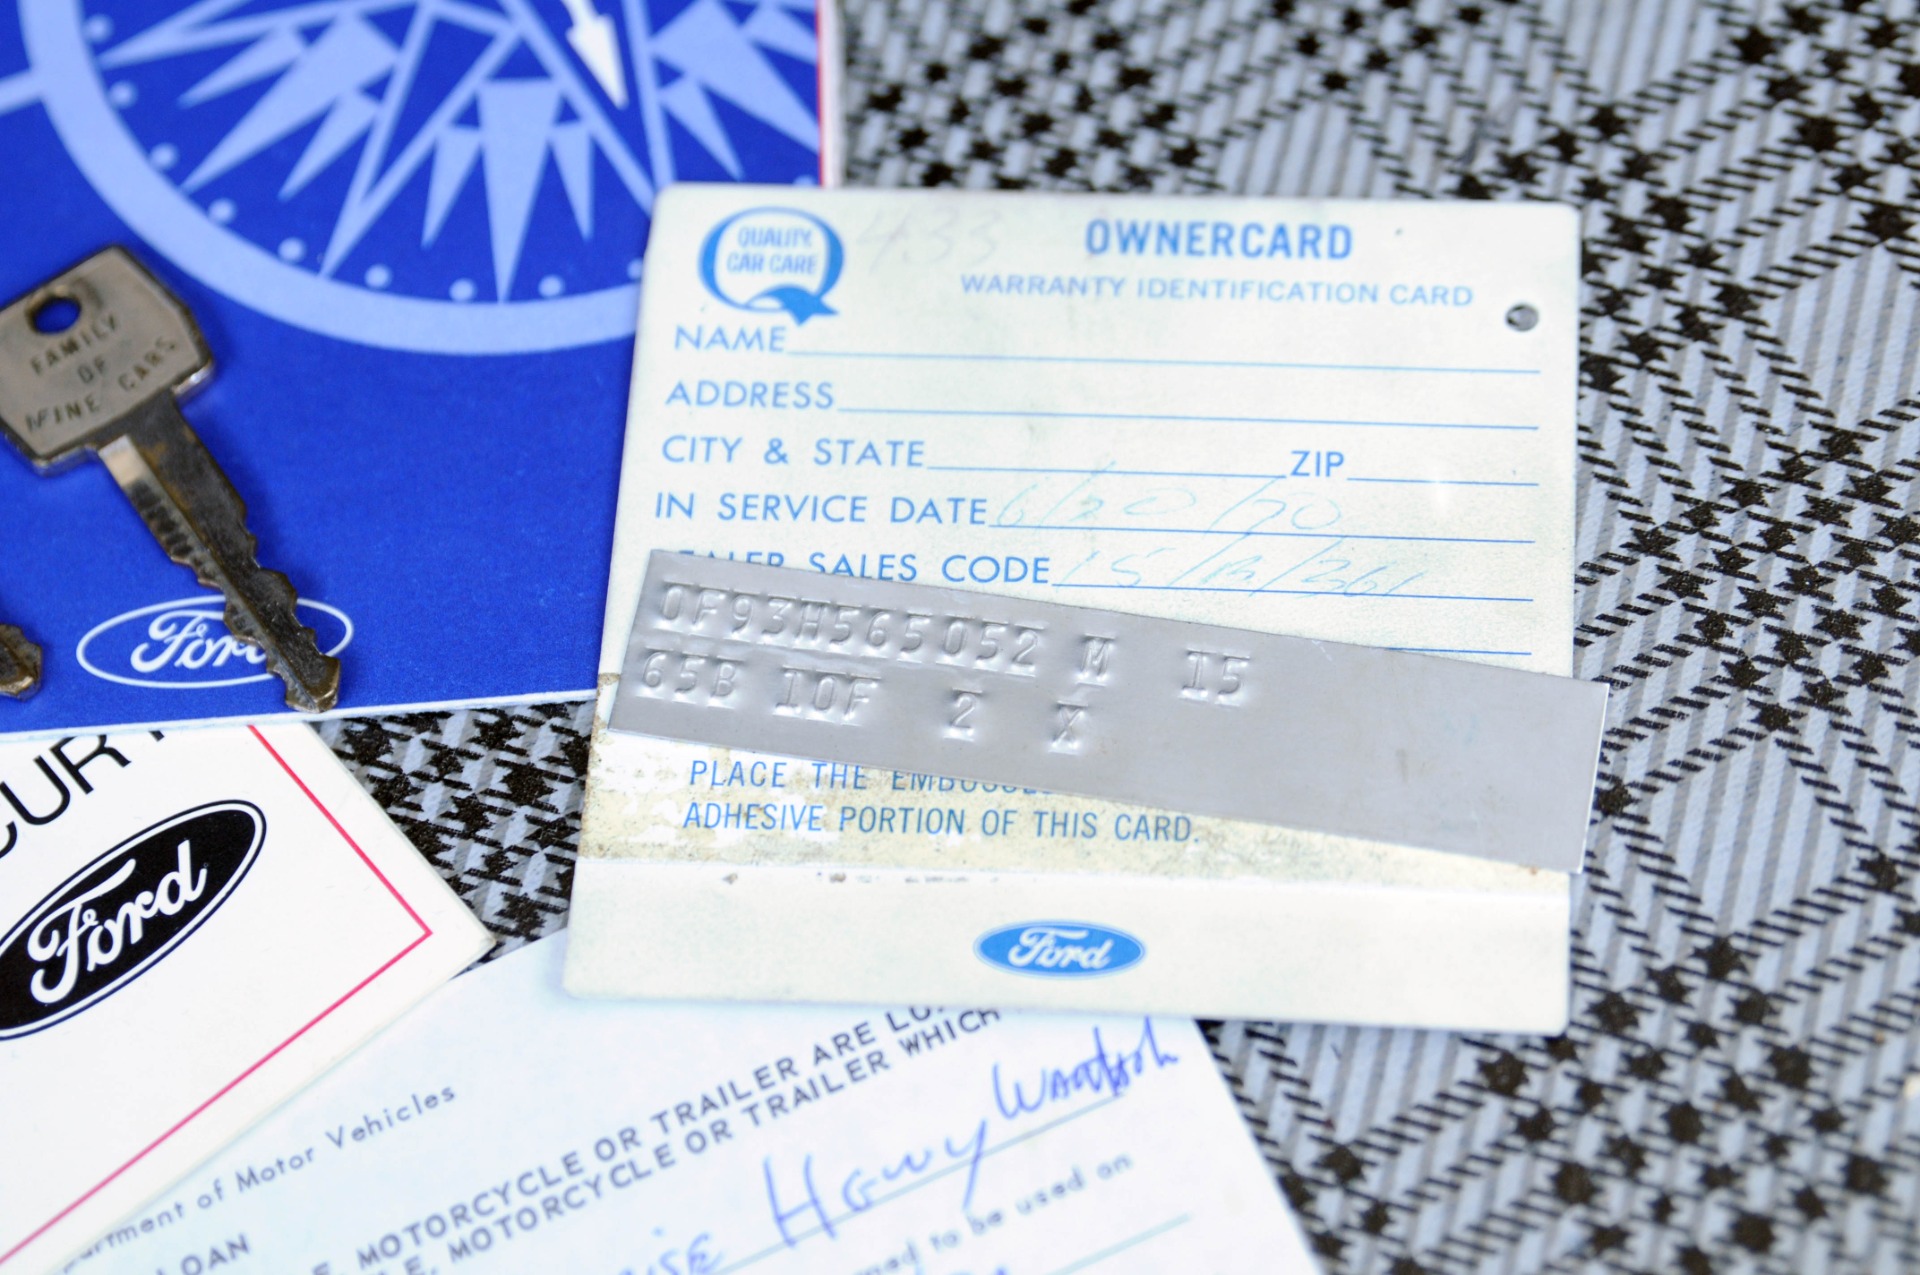 QUALITY
CAR CARE
433
OWNERCARD
WARRANTY IDENTIFICATION CARD
NAME
ADDRESS
CITY & STATE ZIP
IN SERVICE DATE 6/20/70
SALES CODE
0F93H565052 M 15
65B 10F 2 X
PLACE THE
ADHESIVE PORTION OF THIS CARD.
Ford
FAMILY
OF
FINE CARS
Ford
Ford
of Motor Vehicles
LOAN
MOTORCYCLE OR TRAILER ARE
MOTORCYCLE OR TRAILER WHICH
to be used on